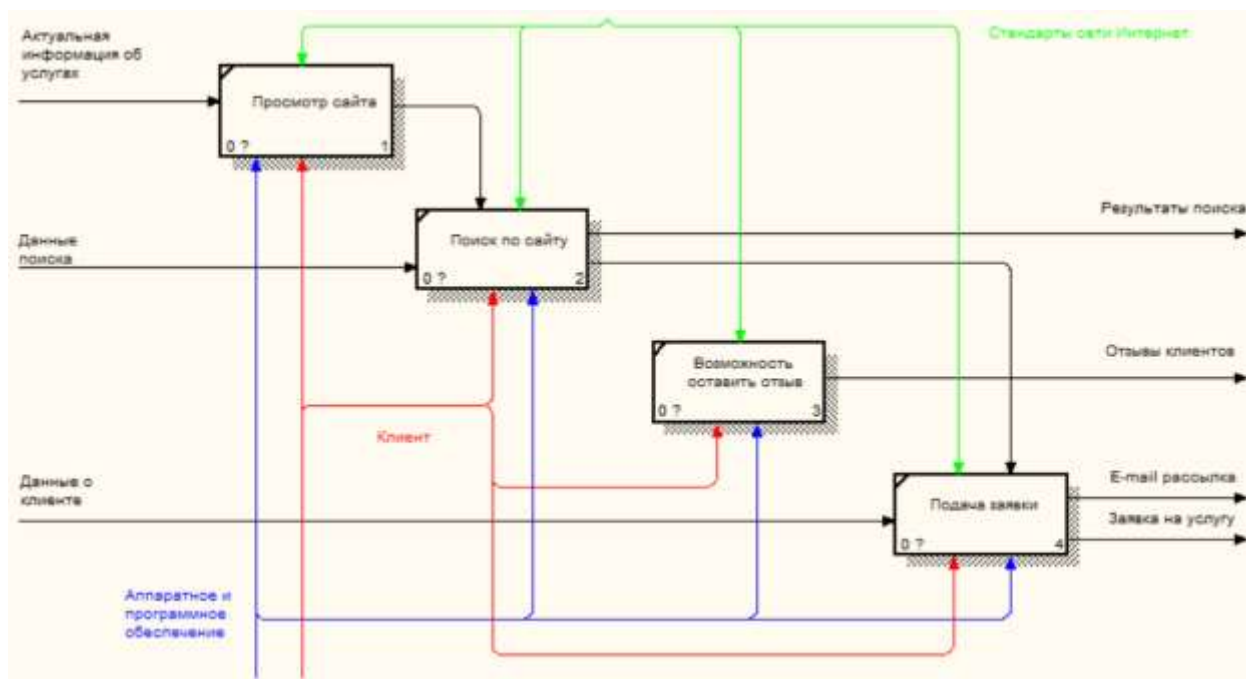 Актуальная
информация об
услугах
Стандарты сети Интернет
Просмотр сайта
0 ?
1
Данные
поиска
Поиск по сайту
0 ?
2
Результаты поиска
Возможность
оставить отзыв
0 ?
3
Отзывы клиентов
Клиент
Данные о
клиенте
Подача заявки
0 ?
4
E-mail рассылка
Заявка на услугу
Аппаратное и
программное
обеспечение